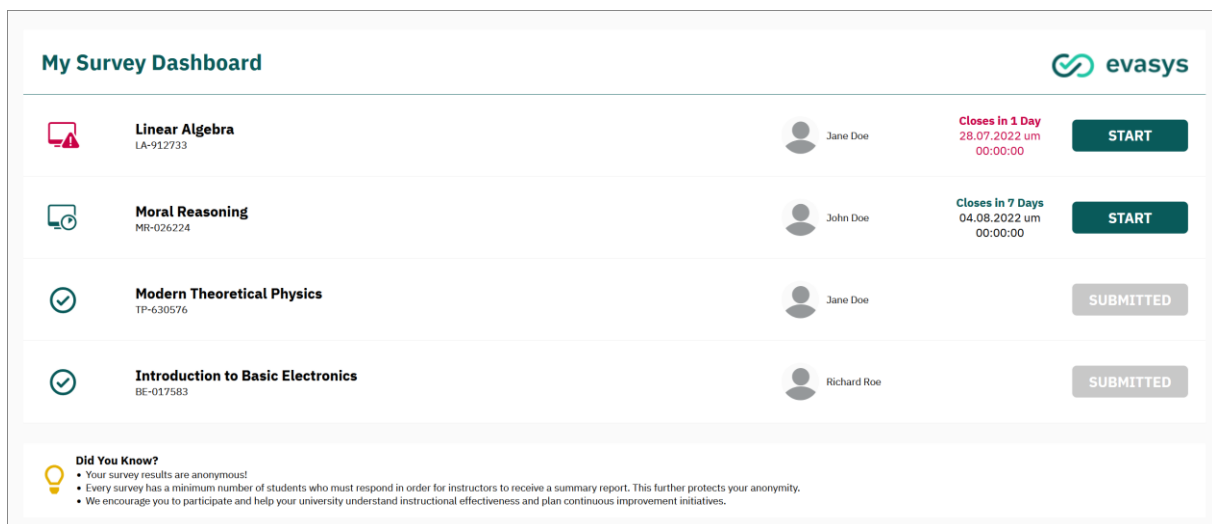 My Survey Dashboard
evasys
Linear Algebra
LA-912733
Jane Doe
Closes in 1 Day
28.07.2022 um
00:00:00
START
Moral Reasoning
MR-026224
John Doe
Closes in 7 Days
04.08.2022 um
00:00:00
START
Modern Theoretical Physics
TP-630576
Jane Doe
SUBMITTED
Introduction to Basic Electronics
BE-017583
Richard Roe
SUBMITTED
Did You Know?
• Your survey results are anonymous!
• Every survey has a minimum number of students who must respond in order for instructors to receive a summary report. This further protects your anonymity.
• We encourage you to participate and help your university understand instructional effectiveness and plan continuous improvement initiatives.